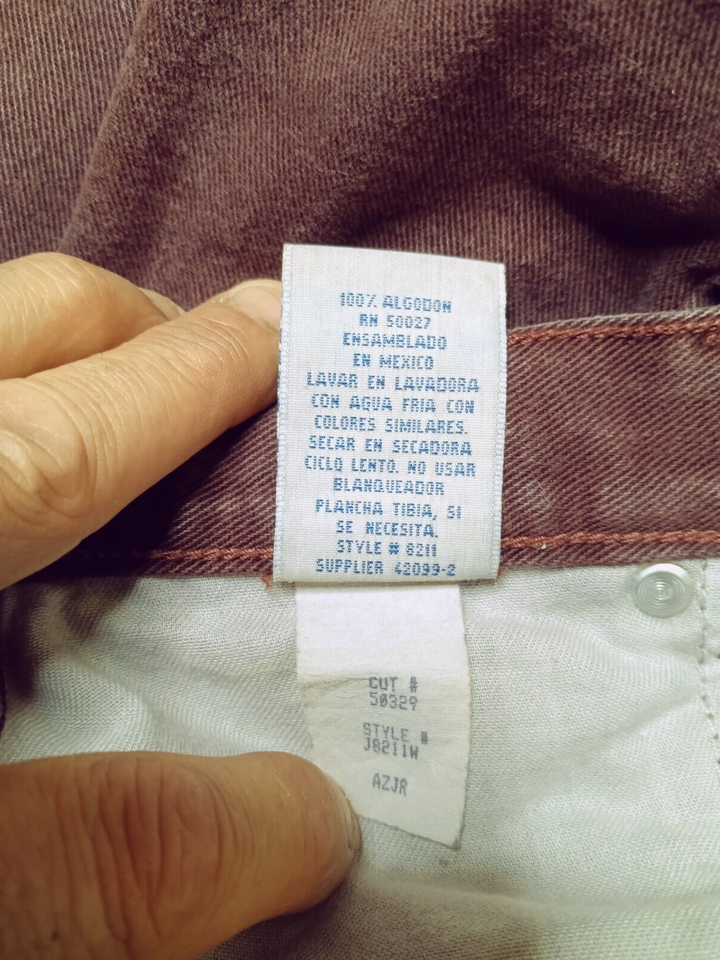 100% ALGODON
RN 50027
ENSAMBLADO
EN MEXICO
LAVAR EN LAVADORA
CON AGUA FRIA CON
COLORES SIMILARES.
SECAR EN SECADORA
CICLO LENTO. NO USAR
BLANQUEADOR
PLANCHA TIBIA, SI
SE NECESITA.
STYLE # 8211
SUPPLIER 42099-2
CUT #
50329
STYLE #
J8211W
AZJR